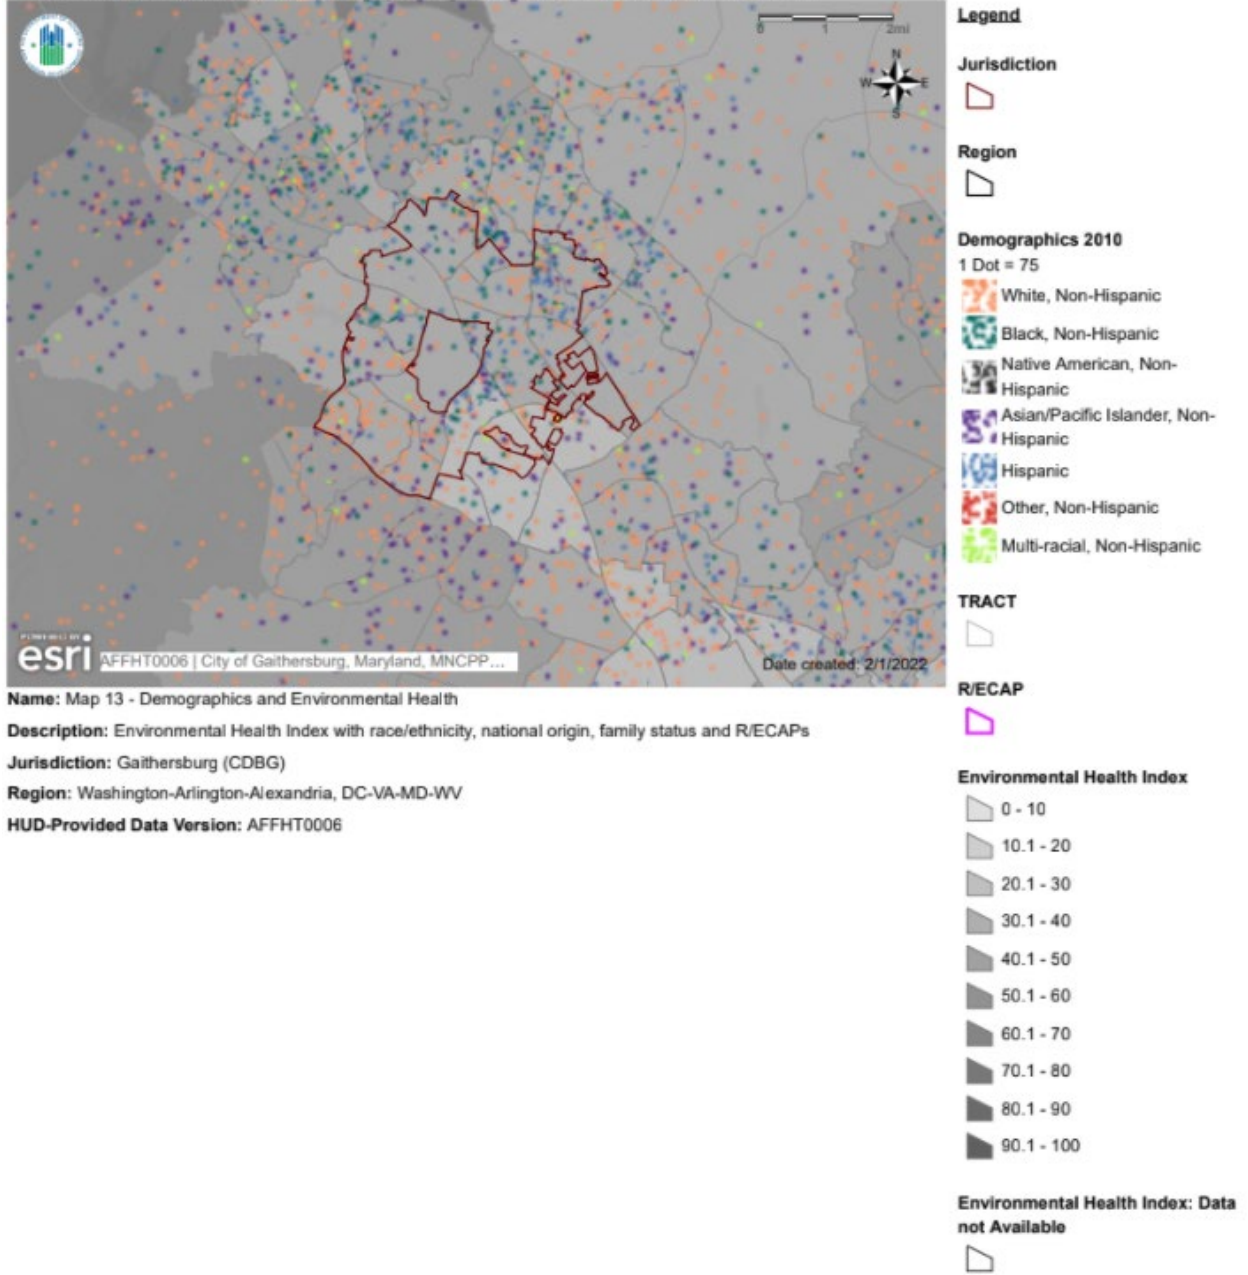 0 1 2mi
N
W E
S
POWERED BY
esri
AFFHT0006 | City of Gaithersburg, Maryland, MNCPP...
Date created: 2/1/2022
Name: Map 13 - Demographics and Environmental Health
Description: Environmental Health Index with race/ethnicity, national origin, family status and R/ECAPs
Jurisdiction: Gaithersburg (CDBG)
Region: Washington-Arlington-Alexandria, DC-VA-MD-WV
HUD-Provided Data Version: AFFHT0006
Legend
Jurisdiction
Region
Demographics 2010
1 Dot = 75
White, Non-Hispanic
Black, Non-Hispanic
Native American, Non-
Hispanic
Asian/Pacific Islander, Non-
Hispanic
Hispanic
Other, Non-Hispanic
Multi-racial, Non-Hispanic
TRACT
R/ECAP
Environmental Health Index
0 - 10
10.1 - 20
20.1 - 30
30.1 - 40
40.1 - 50
50.1 - 60
60.1 - 70
70.1 - 80
80.1 - 90
90.1 - 100
Environmental Health Index: Data
not Available